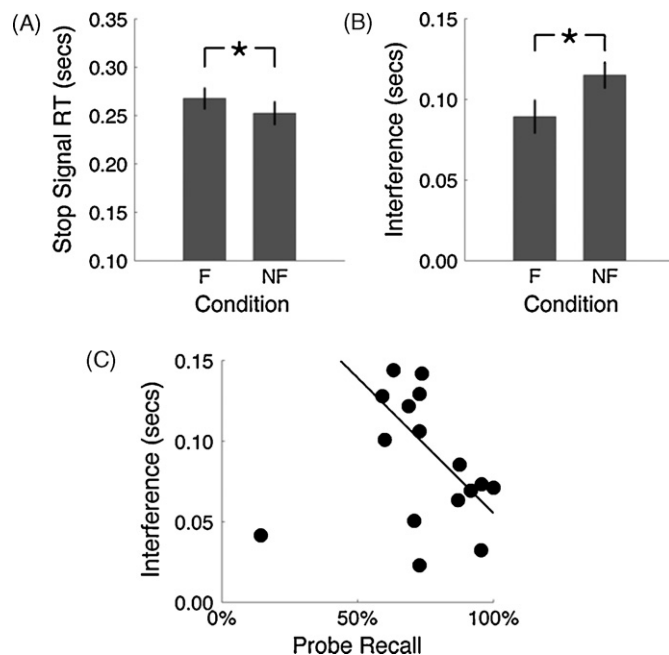 (A)
Stop Signal RT (secs)
0.35
0.30
0.25
0.20
0.15
0.10
*
F NF
Condition
(B)
Interference (secs)
0.15
0.10
0.05
0.00
*
F NF
Condition
(C)
Interference (secs)
0.15
0.10
0.05
0.00
0% 50% 100%
Probe Recall